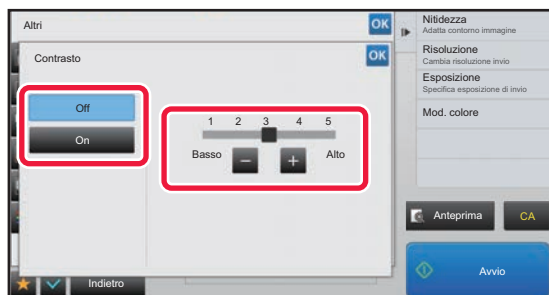 Altri
OK
Contrasto
OK
Off
On
1 2 3 4 5
Basso - + Alto
Indietro
Nitidezza
Adatta contorno immagine
Risoluzione
Cambia risoluzione invio
Esposizione
Specifica esposizione di invio
Mod. colore
Anteprima
CA
Avvio